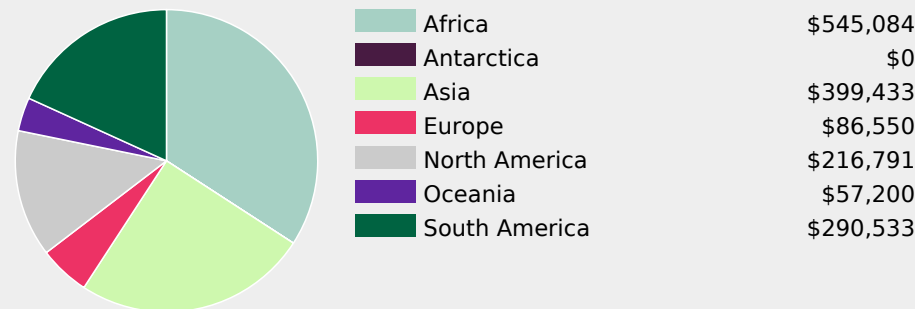 Africa $545,084
Antarctica $0
Asia $399,433
Europe $86,550
North America $216,791
Oceania $57,200
South America $290,533